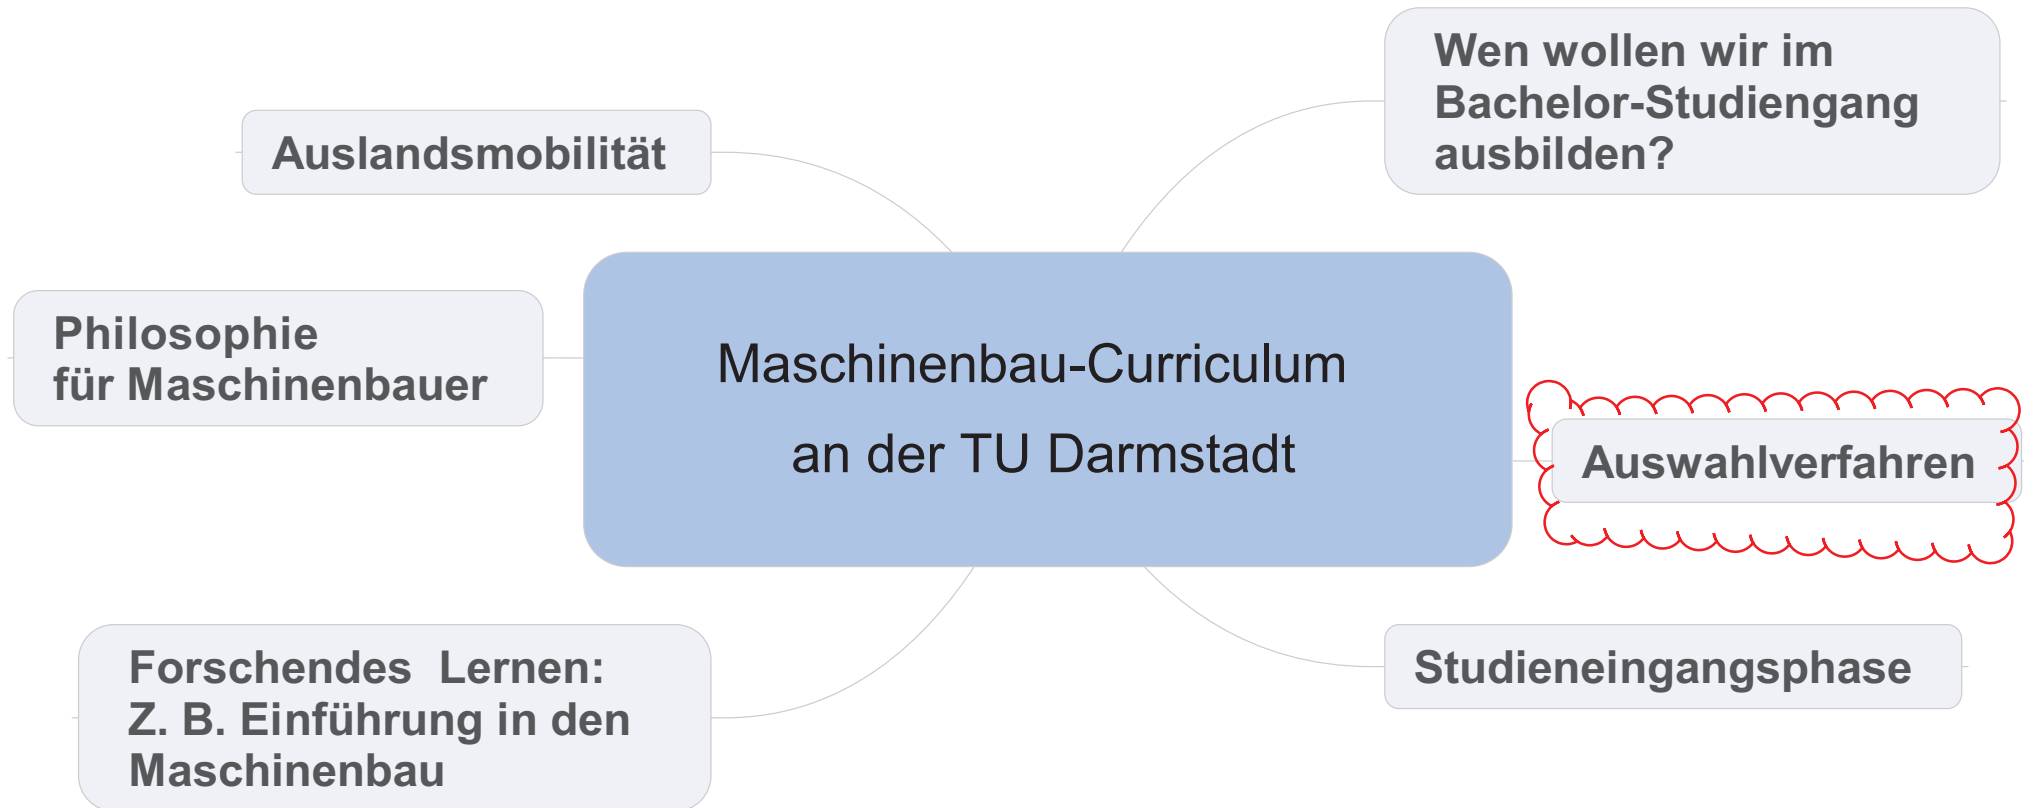 Wen wollen wir im
Bachelor-Studiengang
ausbilden?
Auslandsmobilität
Philosophie
für Maschinenbauer
Maschinenbau-Curriculum
an der TU Darmstadt
Auswahlverfahren
Forschendes Lernen:
Z. B. Einführung in den
Maschinenbau
Studieneingangsphase